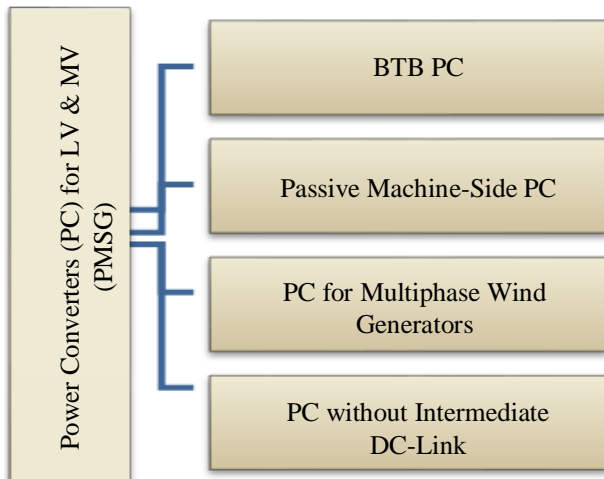 Power Converters (PC) for LV & MV
(PMSG)
BTB PC
Passive Machine-Side PC
PC for Multiphase Wind
Generators
PC without Intermediate
DC-Link